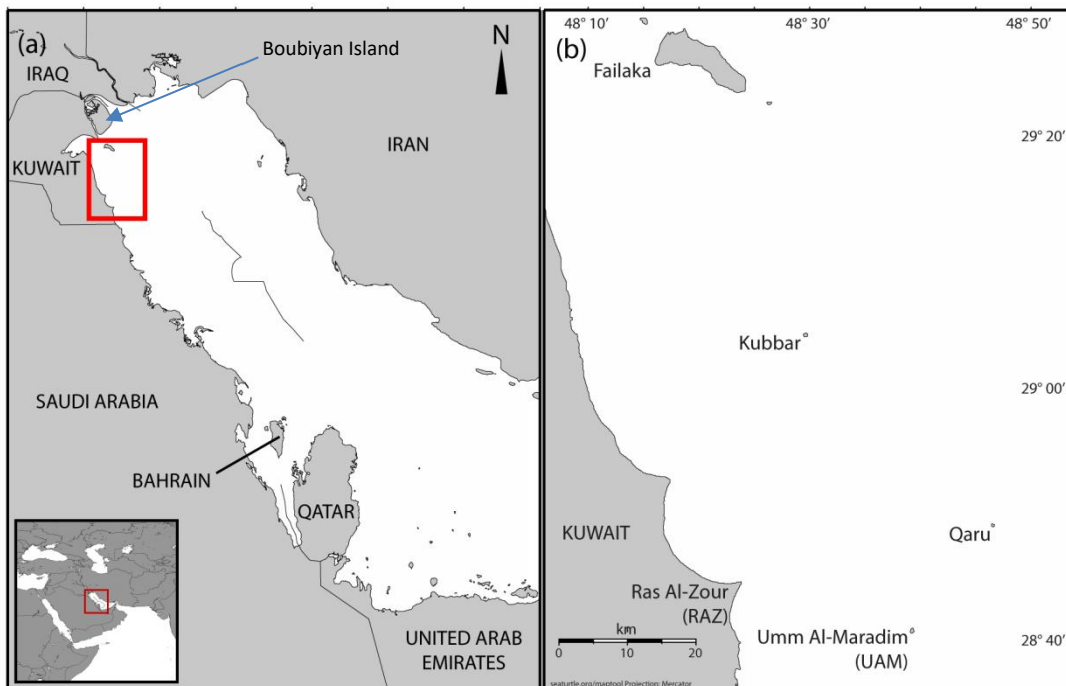 (a)
N
Boubiyan Island
IRAQ
IRAN
KUWAIT
SAUDI ARABIA
BAHRAIN
QATAR
UNITED ARAB
EMIRATES
48° 10'
48° 30'
48° 50'
(b)
Failaka
29° 20'
Kubbar
29° 00'
KUWAIT
Qaru
Ras Al-Zour
(RAZ)
km
0
10
20
Umm Al-Maradim
(UAM)
28° 40'
seaturtle.org/maptool Projection: Mercator